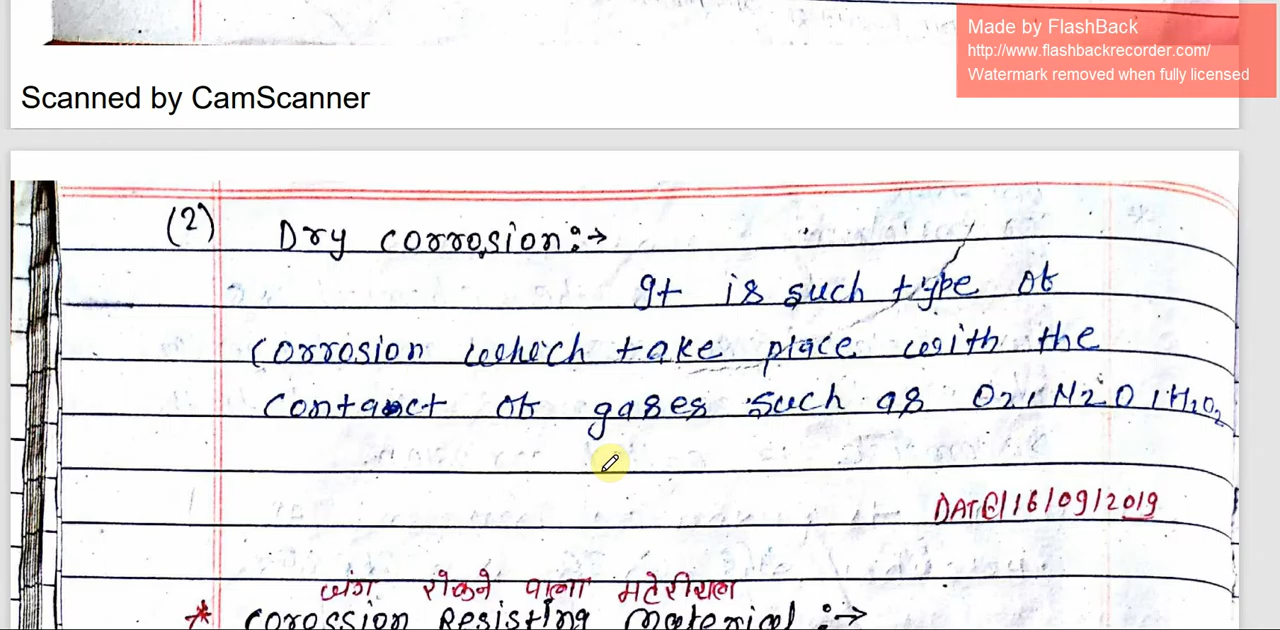 Made by FlashBack
http://www.flashbackrecorder.com/
Watermark removed when fully licensed
Scanned by CamScanner
(2) Dry corrosion:→
It is such type of
Corrosion which take place with the
Contact of gases such as O2, N2O, H2O2
DATE/16/09/2019
जंग रोकने वाला मटेरीयल
* Corossion Resisting Material :→